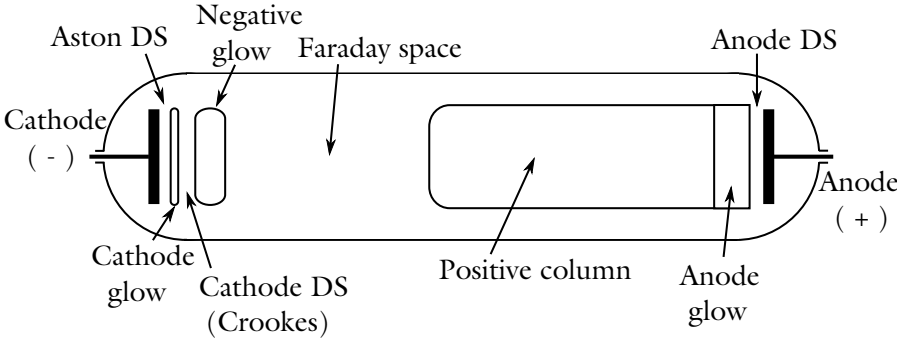 Negative
glow
Aston DS
Faraday space
Anode DS
Cathode
( - )
Anode
( + )
Cathode
glow
Cathode DS
(Crookes)
Positive column
Anode
glow